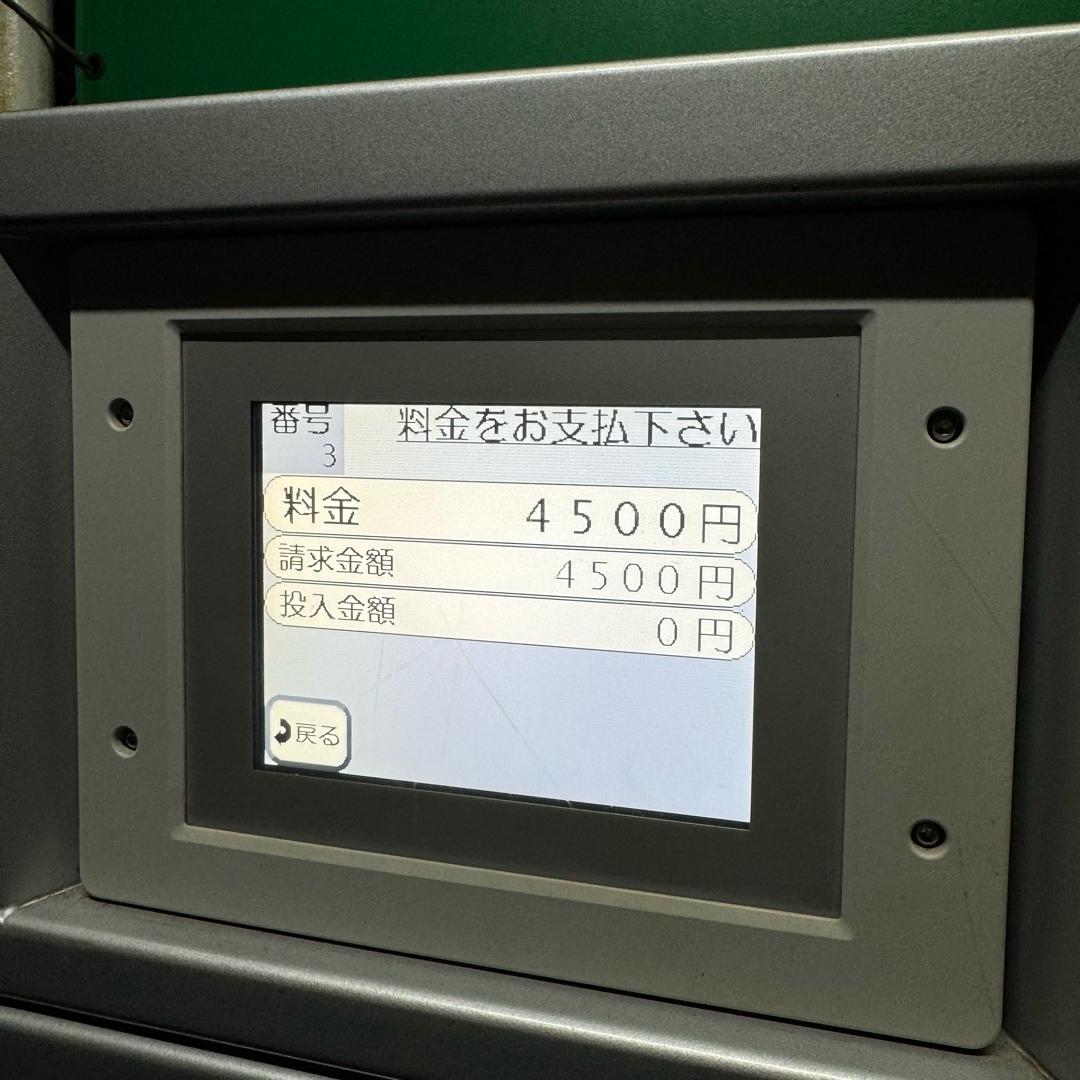 番号
3
料金をお支払下さい
料金 4500円
請求金額 4500円
投入金額 0円
戻る